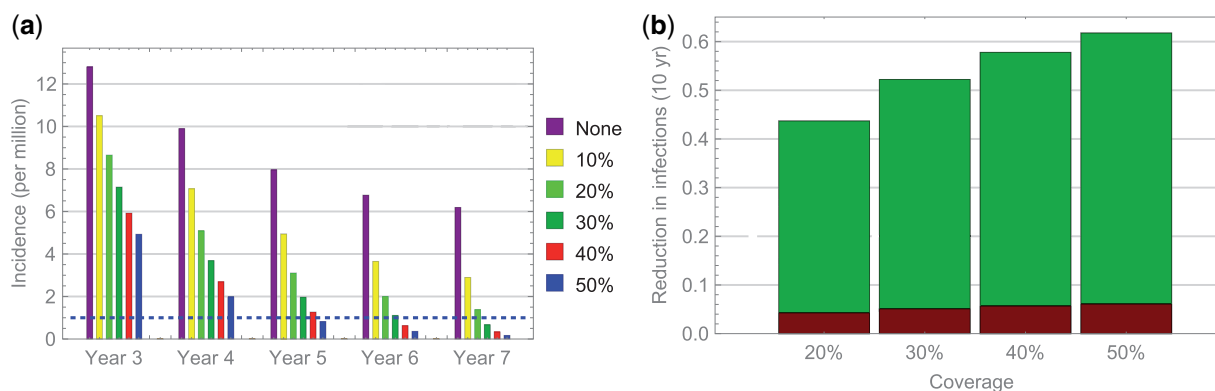 (a)
Incidence (per million)
12
10
8
6
4
2
0
Year 3 Year 4 Year 5 Year 6 Year 7
None
10%
20%
30%
40%
50%
(b)
Reduction in infections (10 yr)
0.6
0.5
0.4
0.3
0.2
0.1
0.0
20% 30% 40% 50%
Coverage